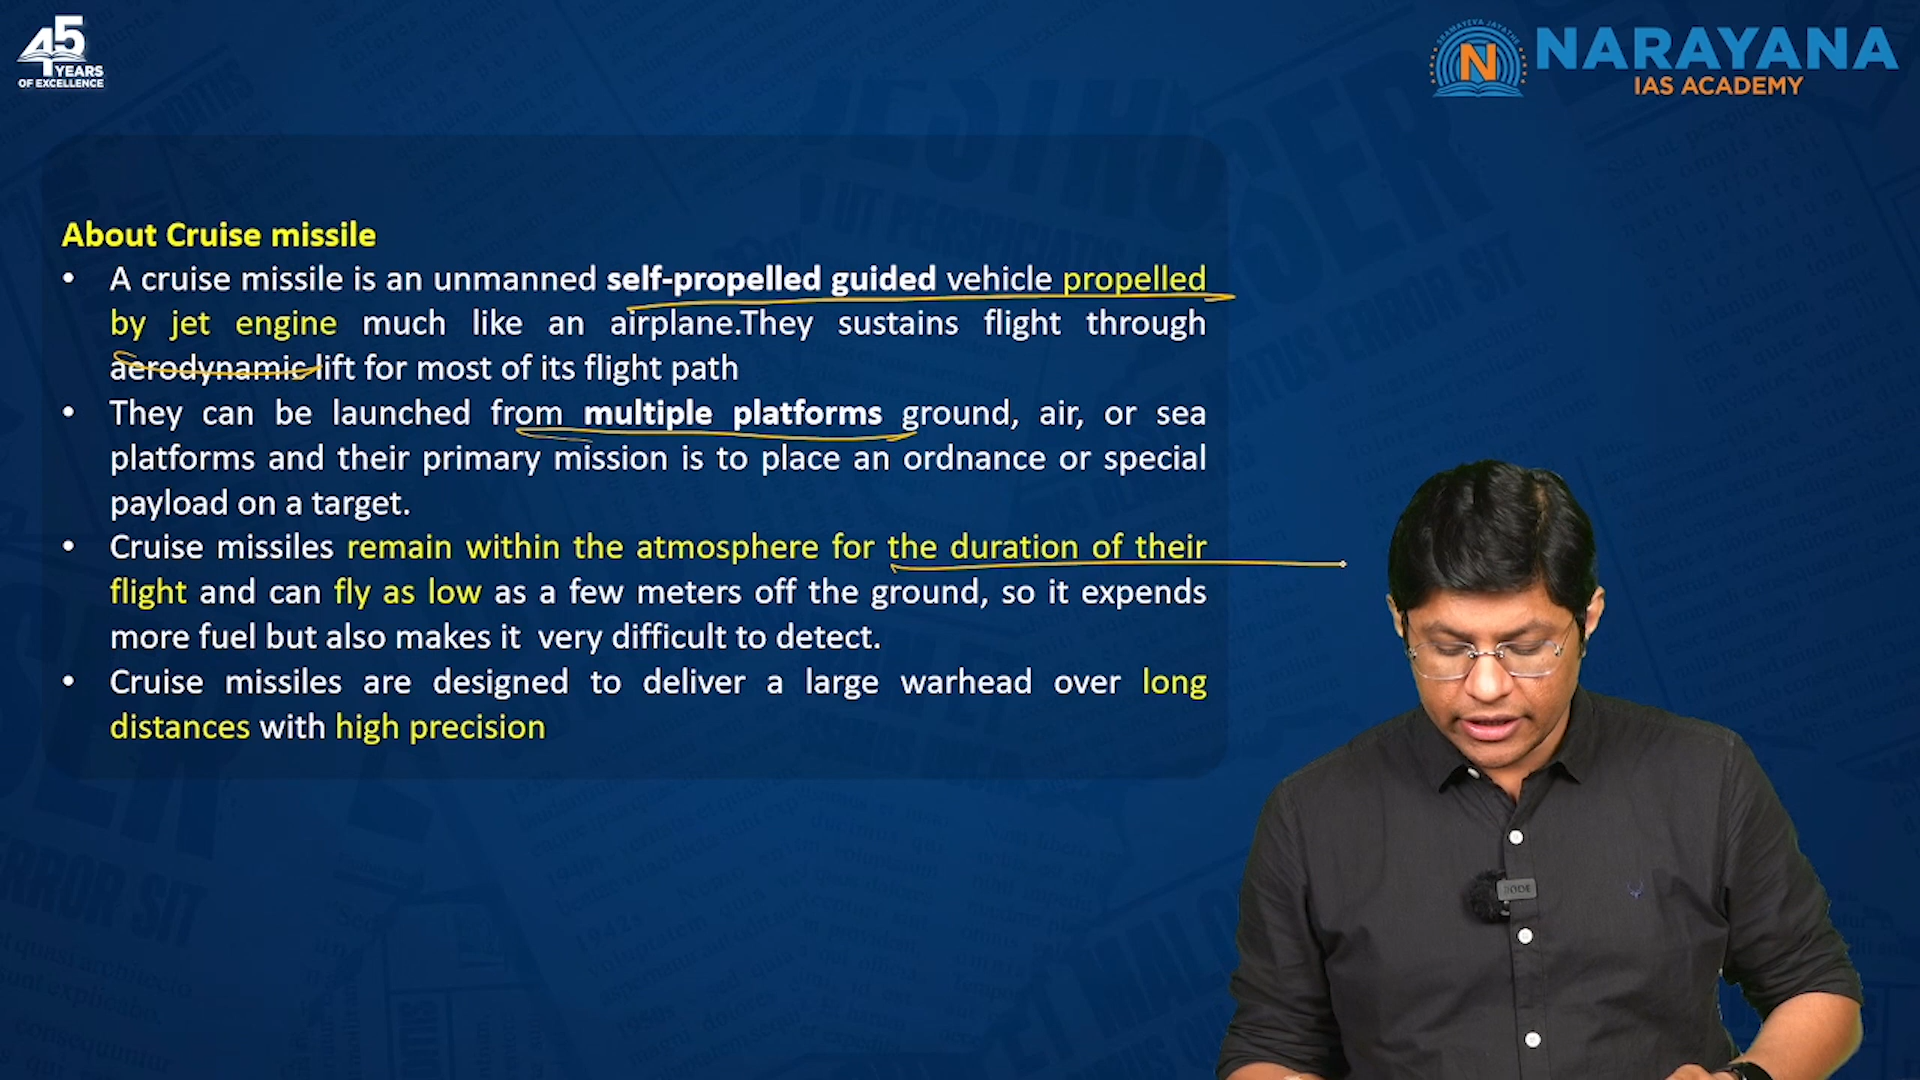 45
YEARS
OF EXCELLENCE
NARAYANA
IAS ACADEMY
About Cruise missile
• A cruise missile is an unmanned self-propelled guided vehicle propelled
by jet engine much like an airplane.They sustains flight through
aerodynamic lift for most of its flight path
• They can be launched from multiple platforms ground, air, or sea
platforms and their primary mission is to place an ordnance or special
payload on a target.
• Cruise missiles remain within the atmosphere for the duration of their
flight and can fly as low as a few meters off the ground, so it expends
more fuel but also makes it very difficult to detect.
• Cruise missiles are designed to deliver a large warhead over long
distances with high precision
RODE